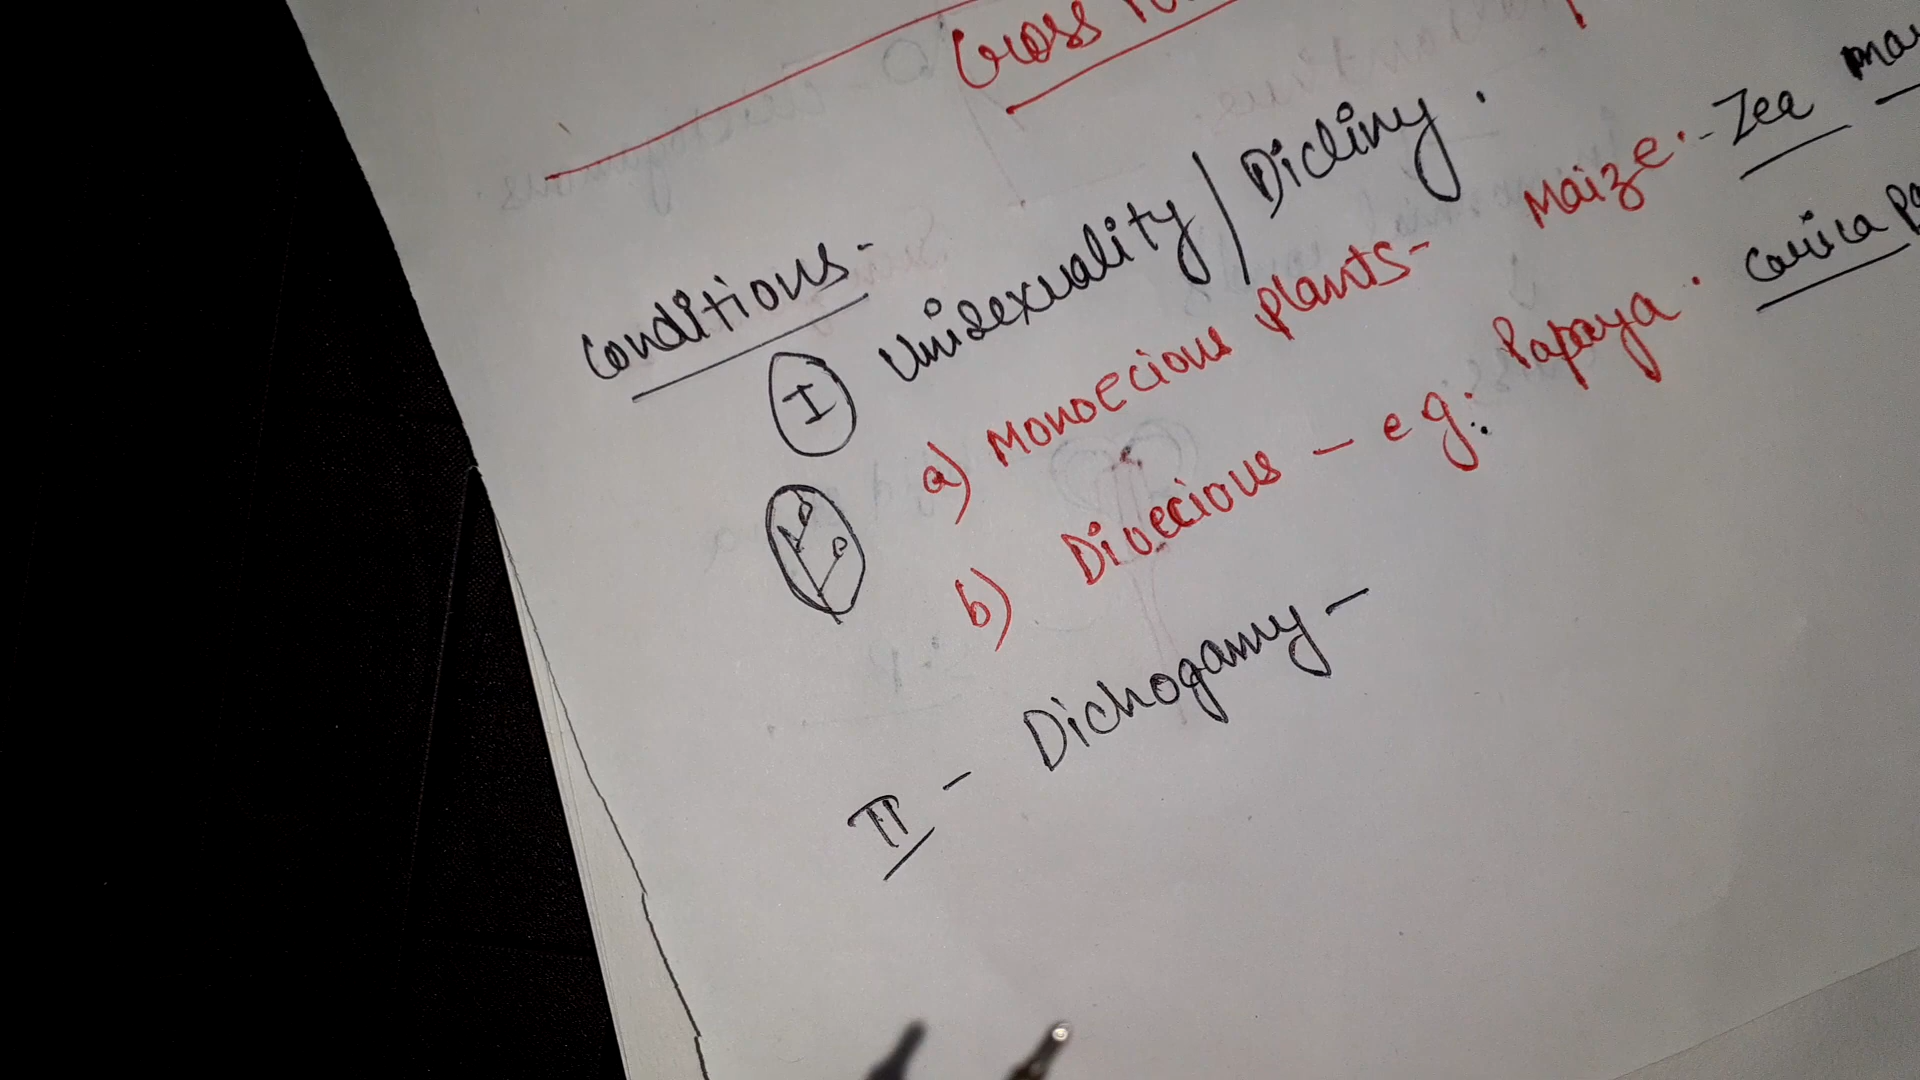 Cross
Conditions-
I Unisexuality / Dicliny.
a) Monoecious plants- Maize.- Zea
b) Dioecious - eg: Papaya. Carica
II - Dichogamy -